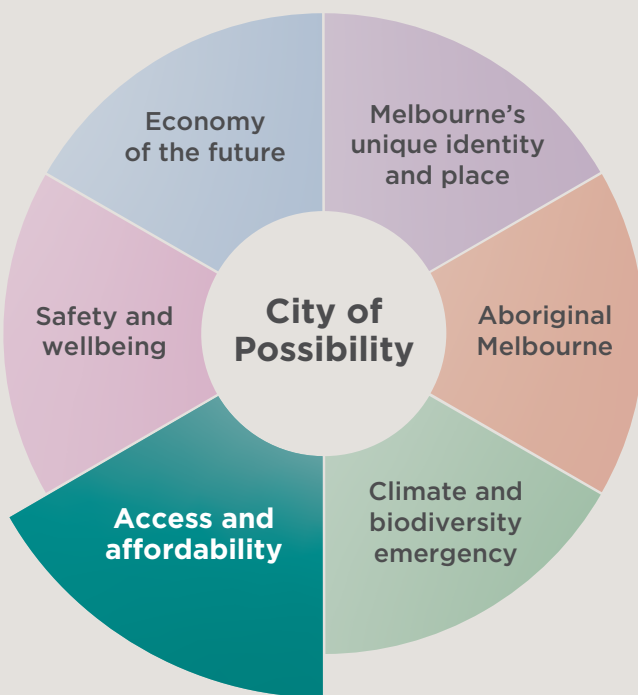 Economy
of the future
Melbourne’s
unique identity
and place
Safety and
wellbeing
City of
Possibility
Aboriginal
Melbourne
Access and
affordability
Climate and
biodiversity
emergency